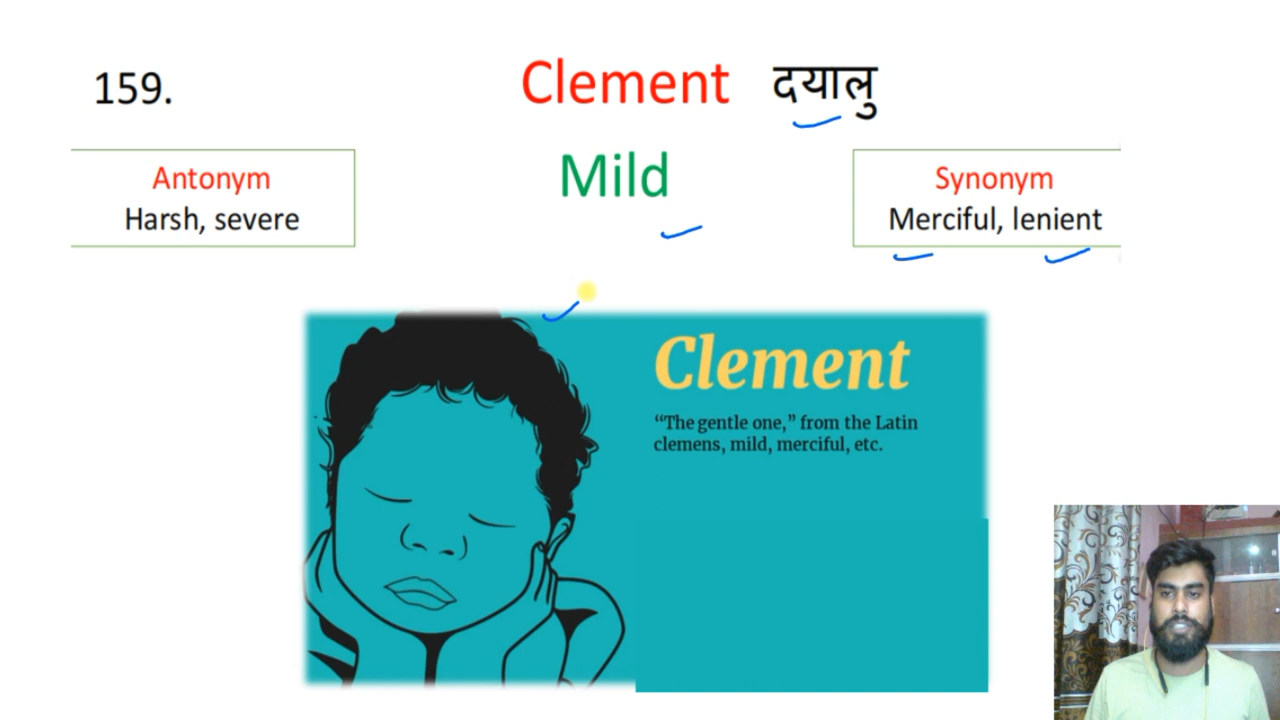 159.
Clement दयालु
Mild
Antonym
Harsh, severe
Synonym
Merciful, lenient
Clement
“The gentle one,” from the Latin
clemens, mild, merciful, etc.